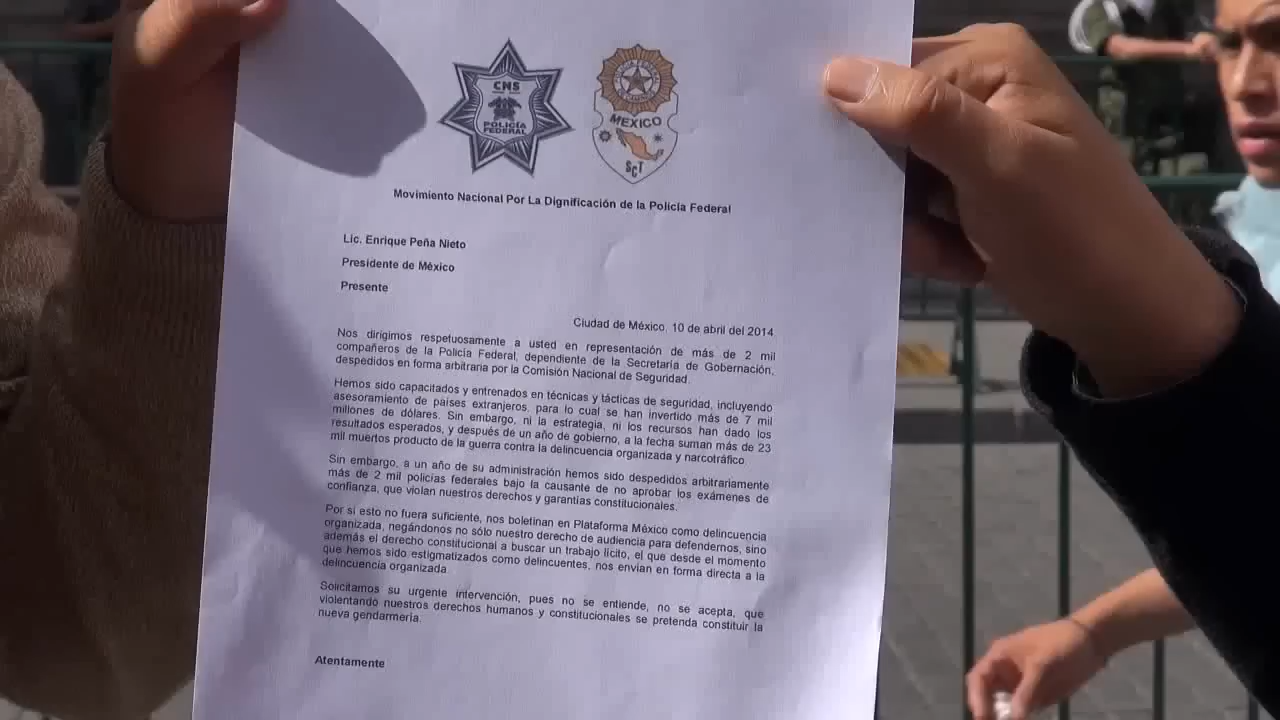 CNS
POLICÍA
FEDERAL
MEXICO
SCT
Movimiento Nacional Por La Dignificación de la Policía Federal
Lic. Enrique Peña Nieto
Presidente de México
Presente
Ciudad de México, 10 de abril del 2014.
Nos dirigimos respetuosamente a usted en representación de más de 2 mil
compañeros de la Policía Federal, dependiente de la Secretaría de Gobernación,
despedidos en forma arbitraria por la Comisión Nacional de Seguridad.
Hemos sido capacitados y entrenados en técnicas y tácticas de seguridad, incluyendo
asesoramiento de países extranjeros, para lo cual se han invertido más de 7 mil
millones de dólares. Sin embargo, ni la estrategia, ni los recursos han dado los
resultados esperados, y después de un año de gobierno, a la fecha suman más de 23
mil muertos producto de la guerra contra la delincuencia organizada y narcotráfico.
Sin embargo, a un año de su administración hemos sido despedidos arbitrariamente
más de 2 mil policías federales bajo la causante de no aprobar los exámenes de
confianza, que violan nuestros derechos y garantías constitucionales.
Por si esto no fuera suficiente, nos boletinan en Plataforma México como delincuencia
organizada, negándonos no sólo nuestro derecho de audiencia para defendernos, sino
además el derecho constitucional a buscar un trabajo lícito, el que desde el momento
que hemos sido estigmatizados como delincuentes, nos envían en forma directa a la
delincuencia organizada.
Solicitamos su urgente intervención, pues no se entiende, no se acepta, que
violentando nuestros derechos humanos y constitucionales se pretenda constituir la
nueva gendarmería.
Atentamente